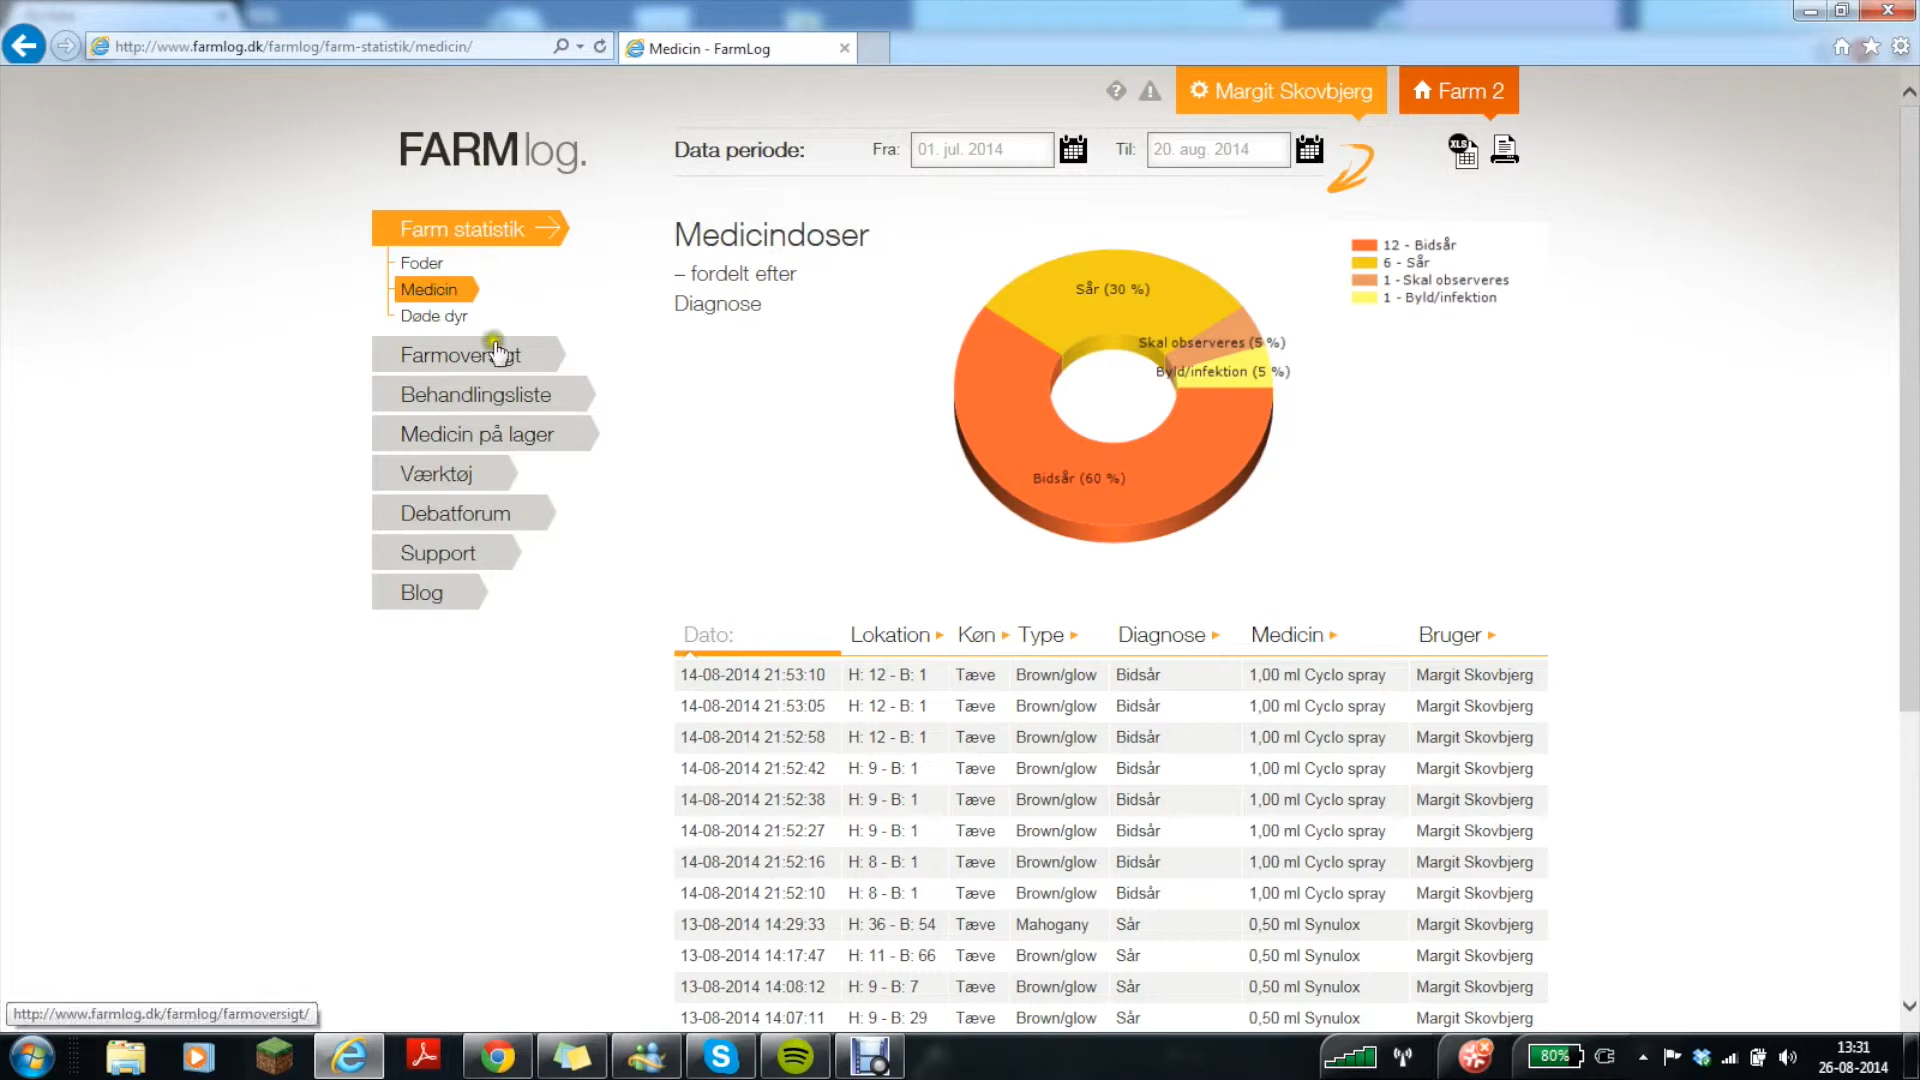 http://www.farmlog.dk/farmlog/farm-statistik/medicin/
Medicin - FarmLog
Margit Skovbjerg
Farm 2
FARMlog.
Data periode:
Fra: 01. jul. 2014
Til: 20. aug. 2014
XLS
Farm statistik
Foder
Medicin
Døde dyr
Farmoversigt
Behandlingsliste
Medicin på lager
Værktøj
Debatforum
Support
Blog
Medicindoser
– fordelt efter
Diagnose
Sår (30 %)
Skal observeres (5 %)
Byld/infektion (5 %)
Bidsår (60 %)
12 - Bidsår
6 - Sår
1 - Skal observeres
1 - Byld/infektion
Dato: Lokation Køn Type Diagnose Medicin Bruger
14-08-2014 21:53:10 H: 12 - B: 1 Tæve Brown/glow Bidsår 1,00 ml Cyclo spray Margit Skovbjerg
14-08-2014 21:53:05 H: 12 - B: 1 Tæve Brown/glow Bidsår 1,00 ml Cyclo spray Margit Skovbjerg
14-08-2014 21:52:58 H: 12 - B: 1 Tæve Brown/glow Bidsår 1,00 ml Cyclo spray Margit Skovbjerg
14-08-2014 21:52:42 H: 9 - B: 1 Tæve Brown/glow Bidsår 1,00 ml Cyclo spray Margit Skovbjerg
14-08-2014 21:52:38 H: 9 - B: 1 Tæve Brown/glow Bidsår 1,00 ml Cyclo spray Margit Skovbjerg
14-08-2014 21:52:27 H: 9 - B: 1 Tæve Brown/glow Bidsår 1,00 ml Cyclo spray Margit Skovbjerg
14-08-2014 21:52:16 H: 8 - B: 1 Tæve Brown/glow Bidsår 1,00 ml Cyclo spray Margit Skovbjerg
14-08-2014 21:52:10 H: 8 - B: 1 Tæve Brown/glow Bidsår 1,00 ml Cyclo spray Margit Skovbjerg
13-08-2014 14:29:33 H: 36 - B: 54 Tæve Mahogany Sår 0,50 ml Synulox Margit Skovbjerg
13-08-2014 14:17:47 H: 11 - B: 66 Tæve Brown/glow Sår 0,50 ml Synulox Margit Skovbjerg
13-08-2014 14:08:12 H: 9 - B: 7 Tæve Brown/glow Sår 0,50 ml Synulox Margit Skovbjerg
13-08-2014 14:07:11 H: 9 - B: 29 Tæve Brown/glow Sår 0,50 ml Synulox Margit Skovbjerg
http://www.farmlog.dk/farmlog/farmoversigt/
80%
13:31
26-08-2014